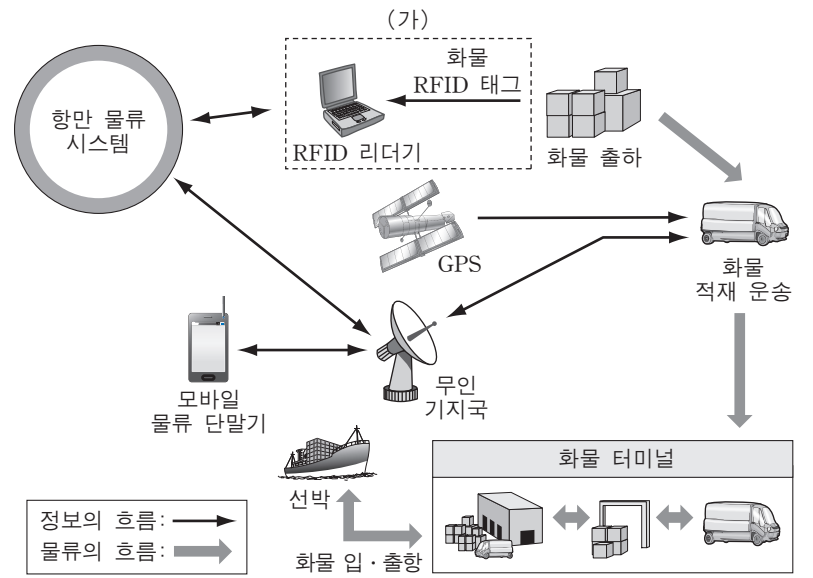 (가)
항만 물류
시스템
화물
RFID 태그
RFID 리더기
화물 출하
GPS
화물
적재 운송
모바일
물류 단말기
무인
기지국
선박
화물 터미널
정보의 흐름:
물류의 흐름:
화물 입·출항